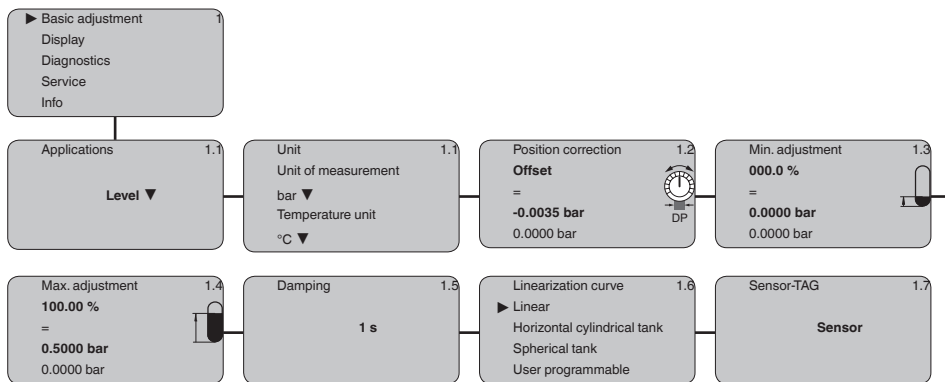 ▶ Basic adjustment 1
Display
Diagnostics
Service
Info
Applications 1.1
Level ▼
Unit 1.1
Unit of measurement
bar ▼
Temperature unit
°C ▼
Position correction 1.2
Offset
=
-0.0035 bar
0.0000 bar
DP
Min. adjustment 1.3
000.0 %
=
0.0000 bar
0.0000 bar
Max. adjustment 1.4
100.00 %
=
0.5000 bar
0.0000 bar
Damping 1.5
1 s
Linearization curve 1.6
▶ Linear
Horizontal cylindrical tank
Spherical tank
User programmable
Sensor-TAG 1.7
Sensor